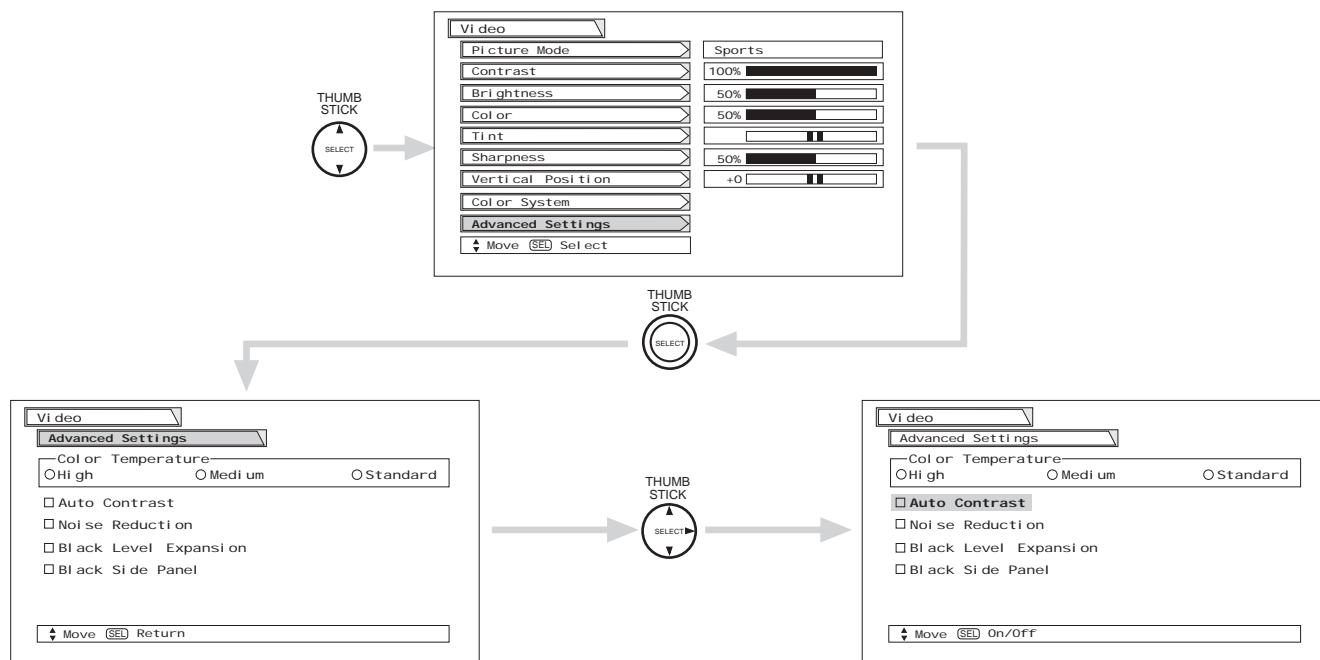 Video
Picture Mode Sports
Contrast 100%
Brightness 50%
Color 50%
Tint
Sharpness 50%
Vertical Position +0
Color System
Advanced Settings
Move SEL Select
THUMB
STICK
SELECT
THUMB
STICK
SELECT
Video
Advanced Settings
Color Temperature
High Medium Standard
Auto Contrast
Noise Reduction
Black Level Expansion
Black Side Panel
Move SEL Return
THUMB
STICK
SELECT
Video
Advanced Settings
Color Temperature
High Medium Standard
Auto Contrast
Noise Reduction
Black Level Expansion
Black Side Panel
Move SEL On/Off